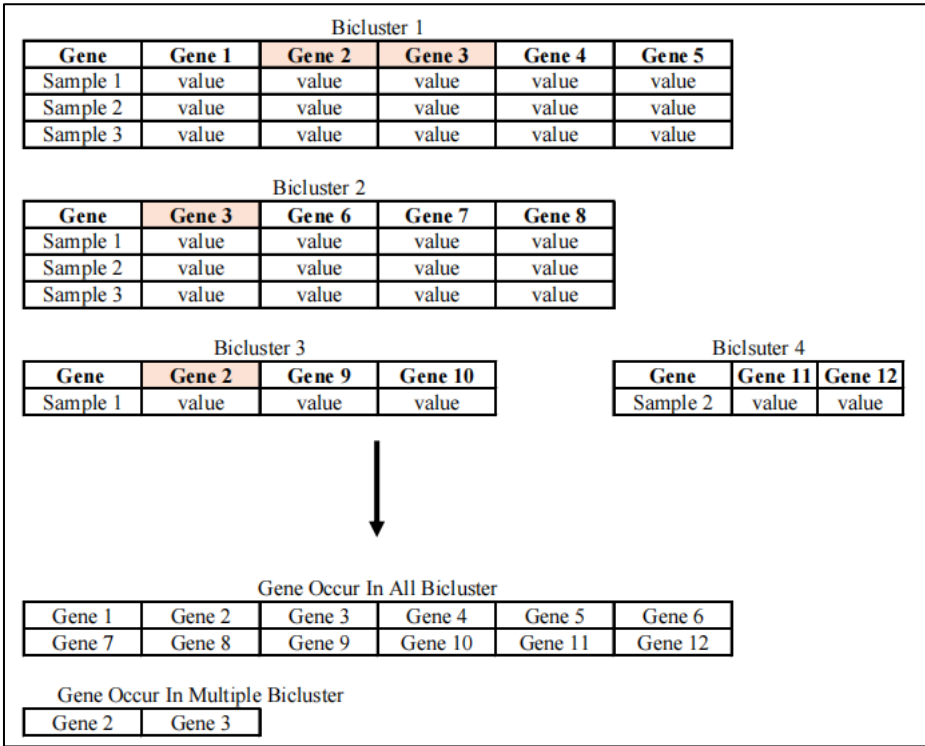 Bicluster 1
Gene Gene 1 Gene 2 Gene 3 Gene 4 Gene 5
Sample 1 value value value value value
Sample 2 value value value value value
Sample 3 value value value value value
Bicluster 2
Gene Gene 3 Gene 6 Gene 7 Gene 8
Sample 1 value value value value
Sample 2 value value value value
Sample 3 value value value value
Bicluster 3
Gene Gene 2 Gene 9 Gene 10
Sample 1 value value value
Biclsuter 4
Gene Gene 11 Gene 12
Sample 2 value value
Gene Occur In All Bicluster
Gene 1 Gene 2 Gene 3 Gene 4 Gene 5 Gene 6
Gene 7 Gene 8 Gene 9 Gene 10 Gene 11 Gene 12
Gene Occur In Multiple Bicluster
Gene 2 Gene 3